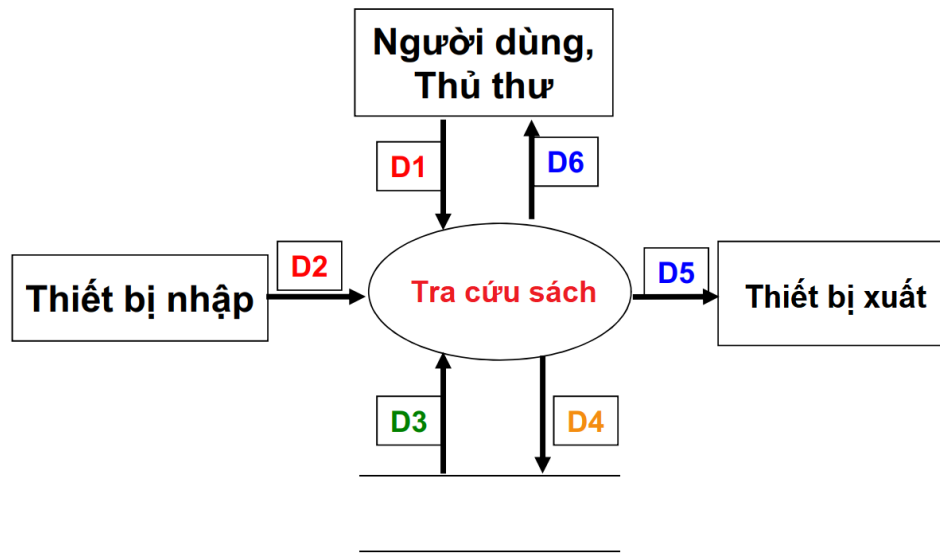 Người dùng,
Thủ thư
D1
D6
D2
D5
Thiết bị nhập
Tra cứu sách
Thiết bị xuất
D3
D4